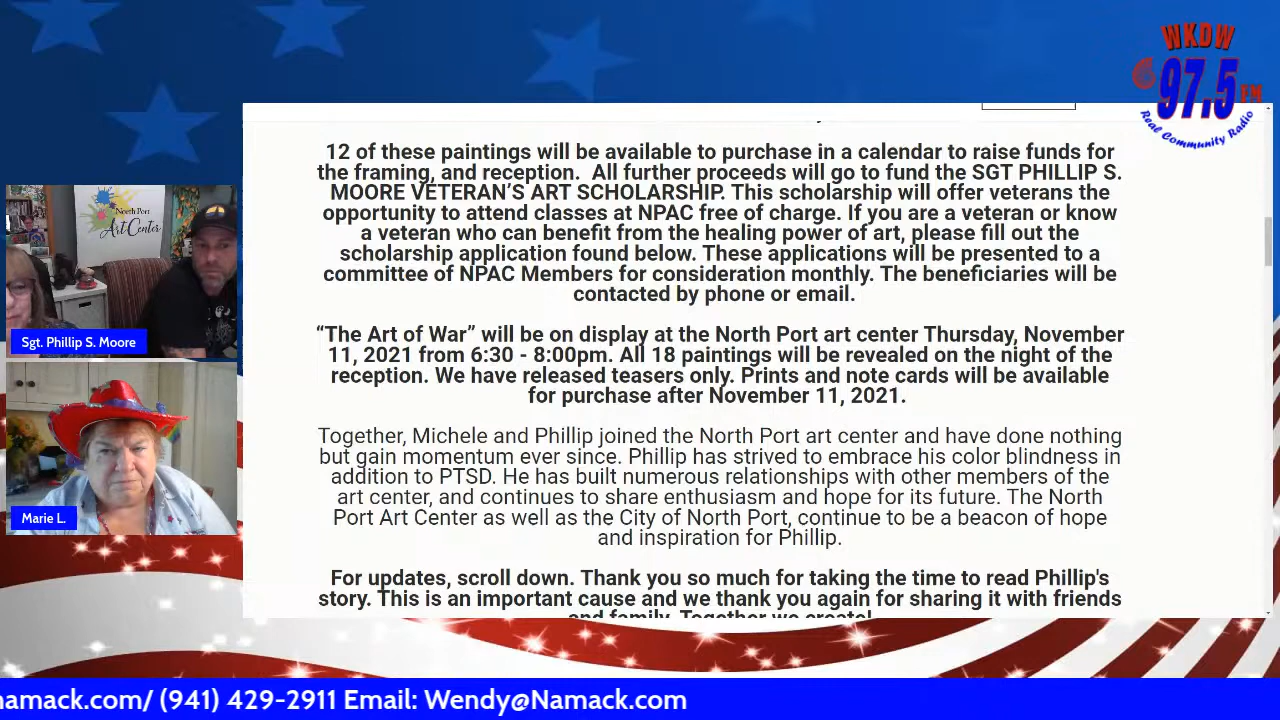 WKDW
97.5 FM
Real Community Radio
12 of these paintings will be available to purchase in a calendar to raise funds for
the framing, and reception.  All further proceeds will go to fund the SGT PHILLIP S.
MOORE VETERAN'S ART SCHOLARSHIP. This scholarship will offer veterans the
opportunity to attend classes at NPAC free of charge. If you are a veteran or know
a veteran who can benefit from the healing power of art, please fill out the
scholarship application found below. These applications will be presented to a
committee of NPAC Members for consideration monthly. The beneficiaries will be
contacted by phone or email.
“The Art of War” will be on display at the North Port art center Thursday, November
11, 2021 from 6:30 - 8:00pm. All 18 paintings will be revealed on the night of the
reception. We have released teasers only. Prints and note cards will be available
for purchase after November 11, 2021.
Together, Michele and Phillip joined the North Port art center and have done nothing
but gain momentum ever since. Phillip has strived to embrace his color blindness in
addition to PTSD. He has built numerous relationships with other members of the
art center, and continues to share enthusiasm and hope for its future. The North
Port Art Center as well as the City of North Port, continue to be a beacon of hope
and inspiration for Phillip.
For updates, scroll down. Thank you so much for taking the time to read Phillip's
story. This is an important cause and we thank you again for sharing it with friends
and family. Together we create!
North Port
Art Center
Sgt. Phillip S. Moore
Marie L.
namack.com/ (941) 429-2911 Email: Wendy@Namack.com